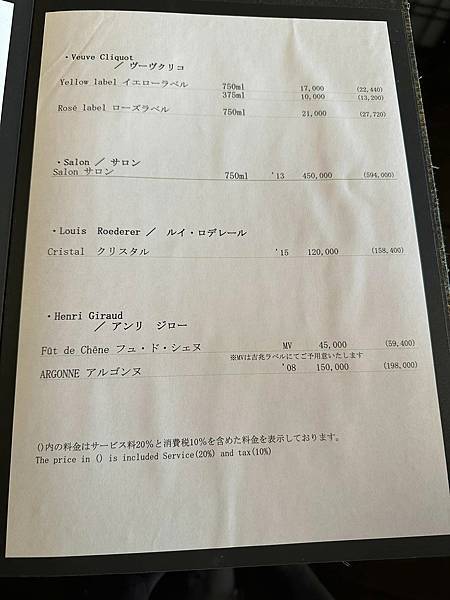 ・Veuve Cliquot
／ ヴーヴクリコ
Yellow label イエローラベル 750ml 17,000 (22,440)
375ml 10,000 (13,200)
Rosé label ローズラベル 750ml 21,000 (27,720)
・Salon ／ サロン
Salon サロン 750ml '13 450,000 (594,000)
・Louis Roederer ／ ルイ・ロデレール
Cristal クリスタル '15 120,000 (158,400)
・Henri Giraud
／ アンリ ジロー
Fût de Chêne フュ・ド・シェヌ MV 45,000 (59,400)
※MVは吉兆ラベルにてご用意いたします
ARGONNE アルゴンヌ '08 150,000 (198,000)
()内の料金はサービス料20％と消費税10％を含めた料金を表示しております。
The price in () is included Service(20%) and tax(10%)